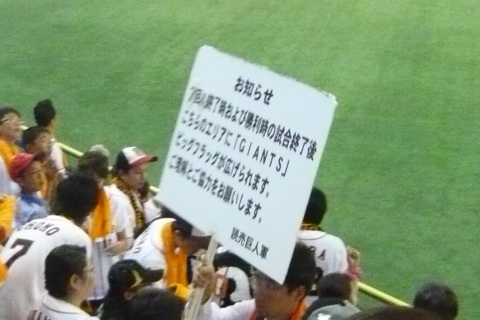 お知らせ
7回終了時および勝利時の試合終了後
こちらのエリアに「GIANTS」
ビッグフラッグが広げられます。
ご理解とご協力をお願いします。
読売巨人軍
CHONO
7